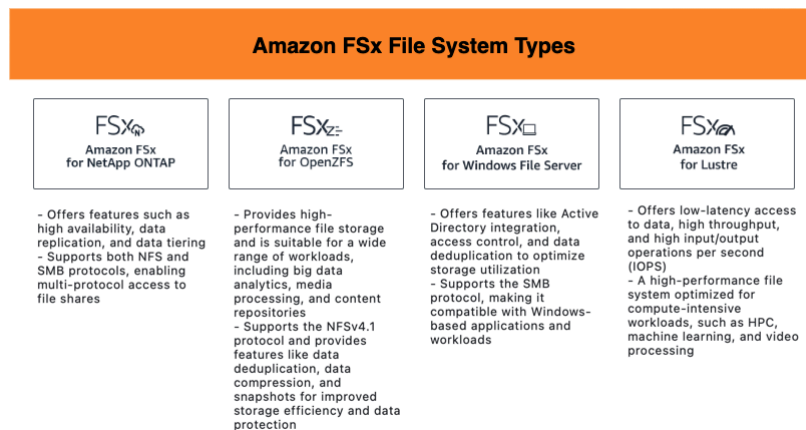 Amazon FSx File System Types
FSx
Amazon FSx
for NetApp ONTAP
FSx
Amazon FSx
for OpenZFS
FSx
Amazon FSx
for Windows File Server
FSx
Amazon FSx
for Lustre
- Offers features such as
high availability, data
replication, and data tiering
- Supports both NFS and
SMB protocols, enabling
multi-protocol access to
file shares
- Provides high-
performance file storage
and is suitable for a wide
range of workloads,
including big data
analytics, media
processing, and content
repositories
- Supports the NFSv4.1
protocol and provides
features like data
deduplication, data
compression, and
snapshots for improved
storage efficiency and data
protection
- Offers features like Active
Directory integration,
access control, and data
deduplication to optimize
storage utilization
- Supports the SMB
protocol, making it
compatible with Windows-
based applications and
workloads
- Offers low-latency access
to data, high throughput,
and high input/output
operations per second
(IOPS)
- A high-performance file
system optimized for
compute-intensive
workloads, such as HPC,
machine learning, and video
processing